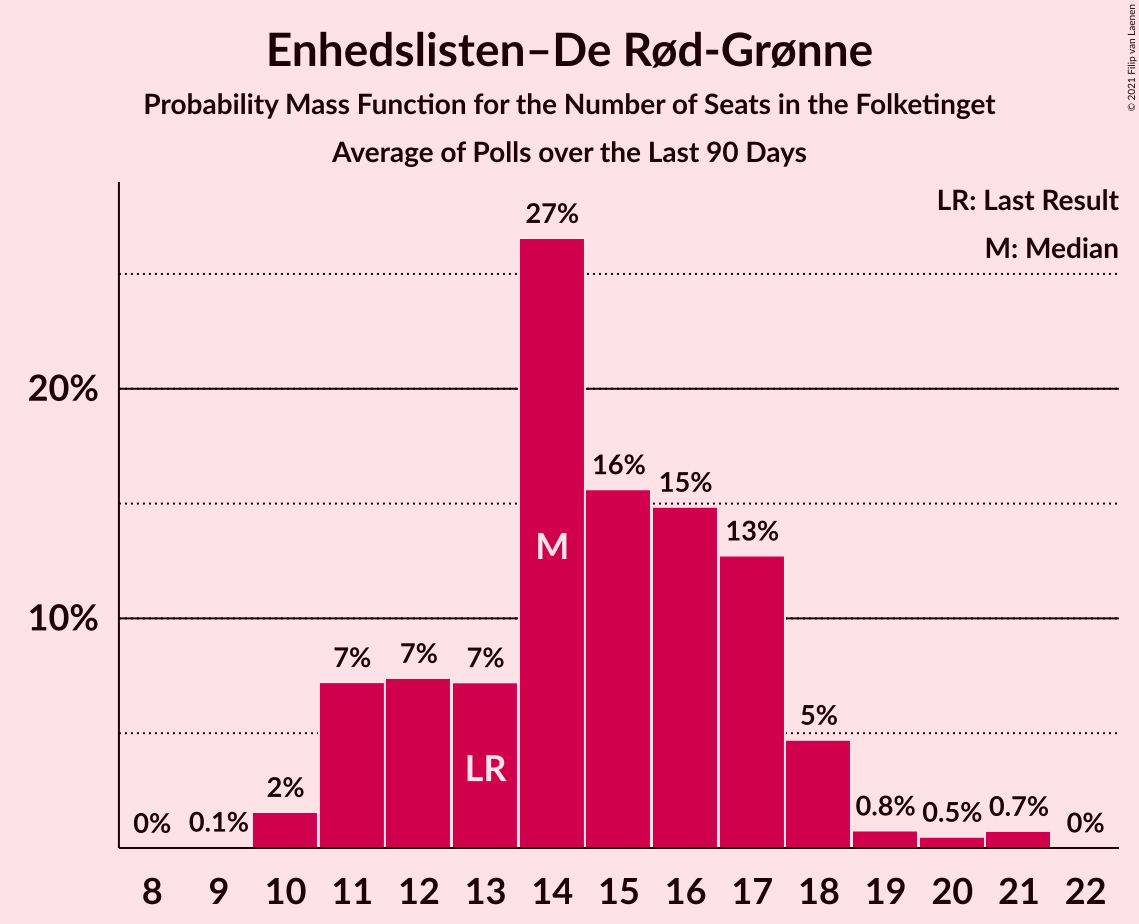 Enhedslisten–De Rød-Grønne
Probability Mass Function for the Number of Seats in the Folketinget
Average of Polls over the Last 90 Days
© 2021 Filip van Laenen
LR: Last Result
M: Median
27%
20%
16%
15%
13%
M
10%
7%
7%
7%
5%
LR
2%
0%
0.1%
0.8%
0.5%
0.7%
0%
8 9 10 11 12 13 14 15 16 17 18 19 20 21 22